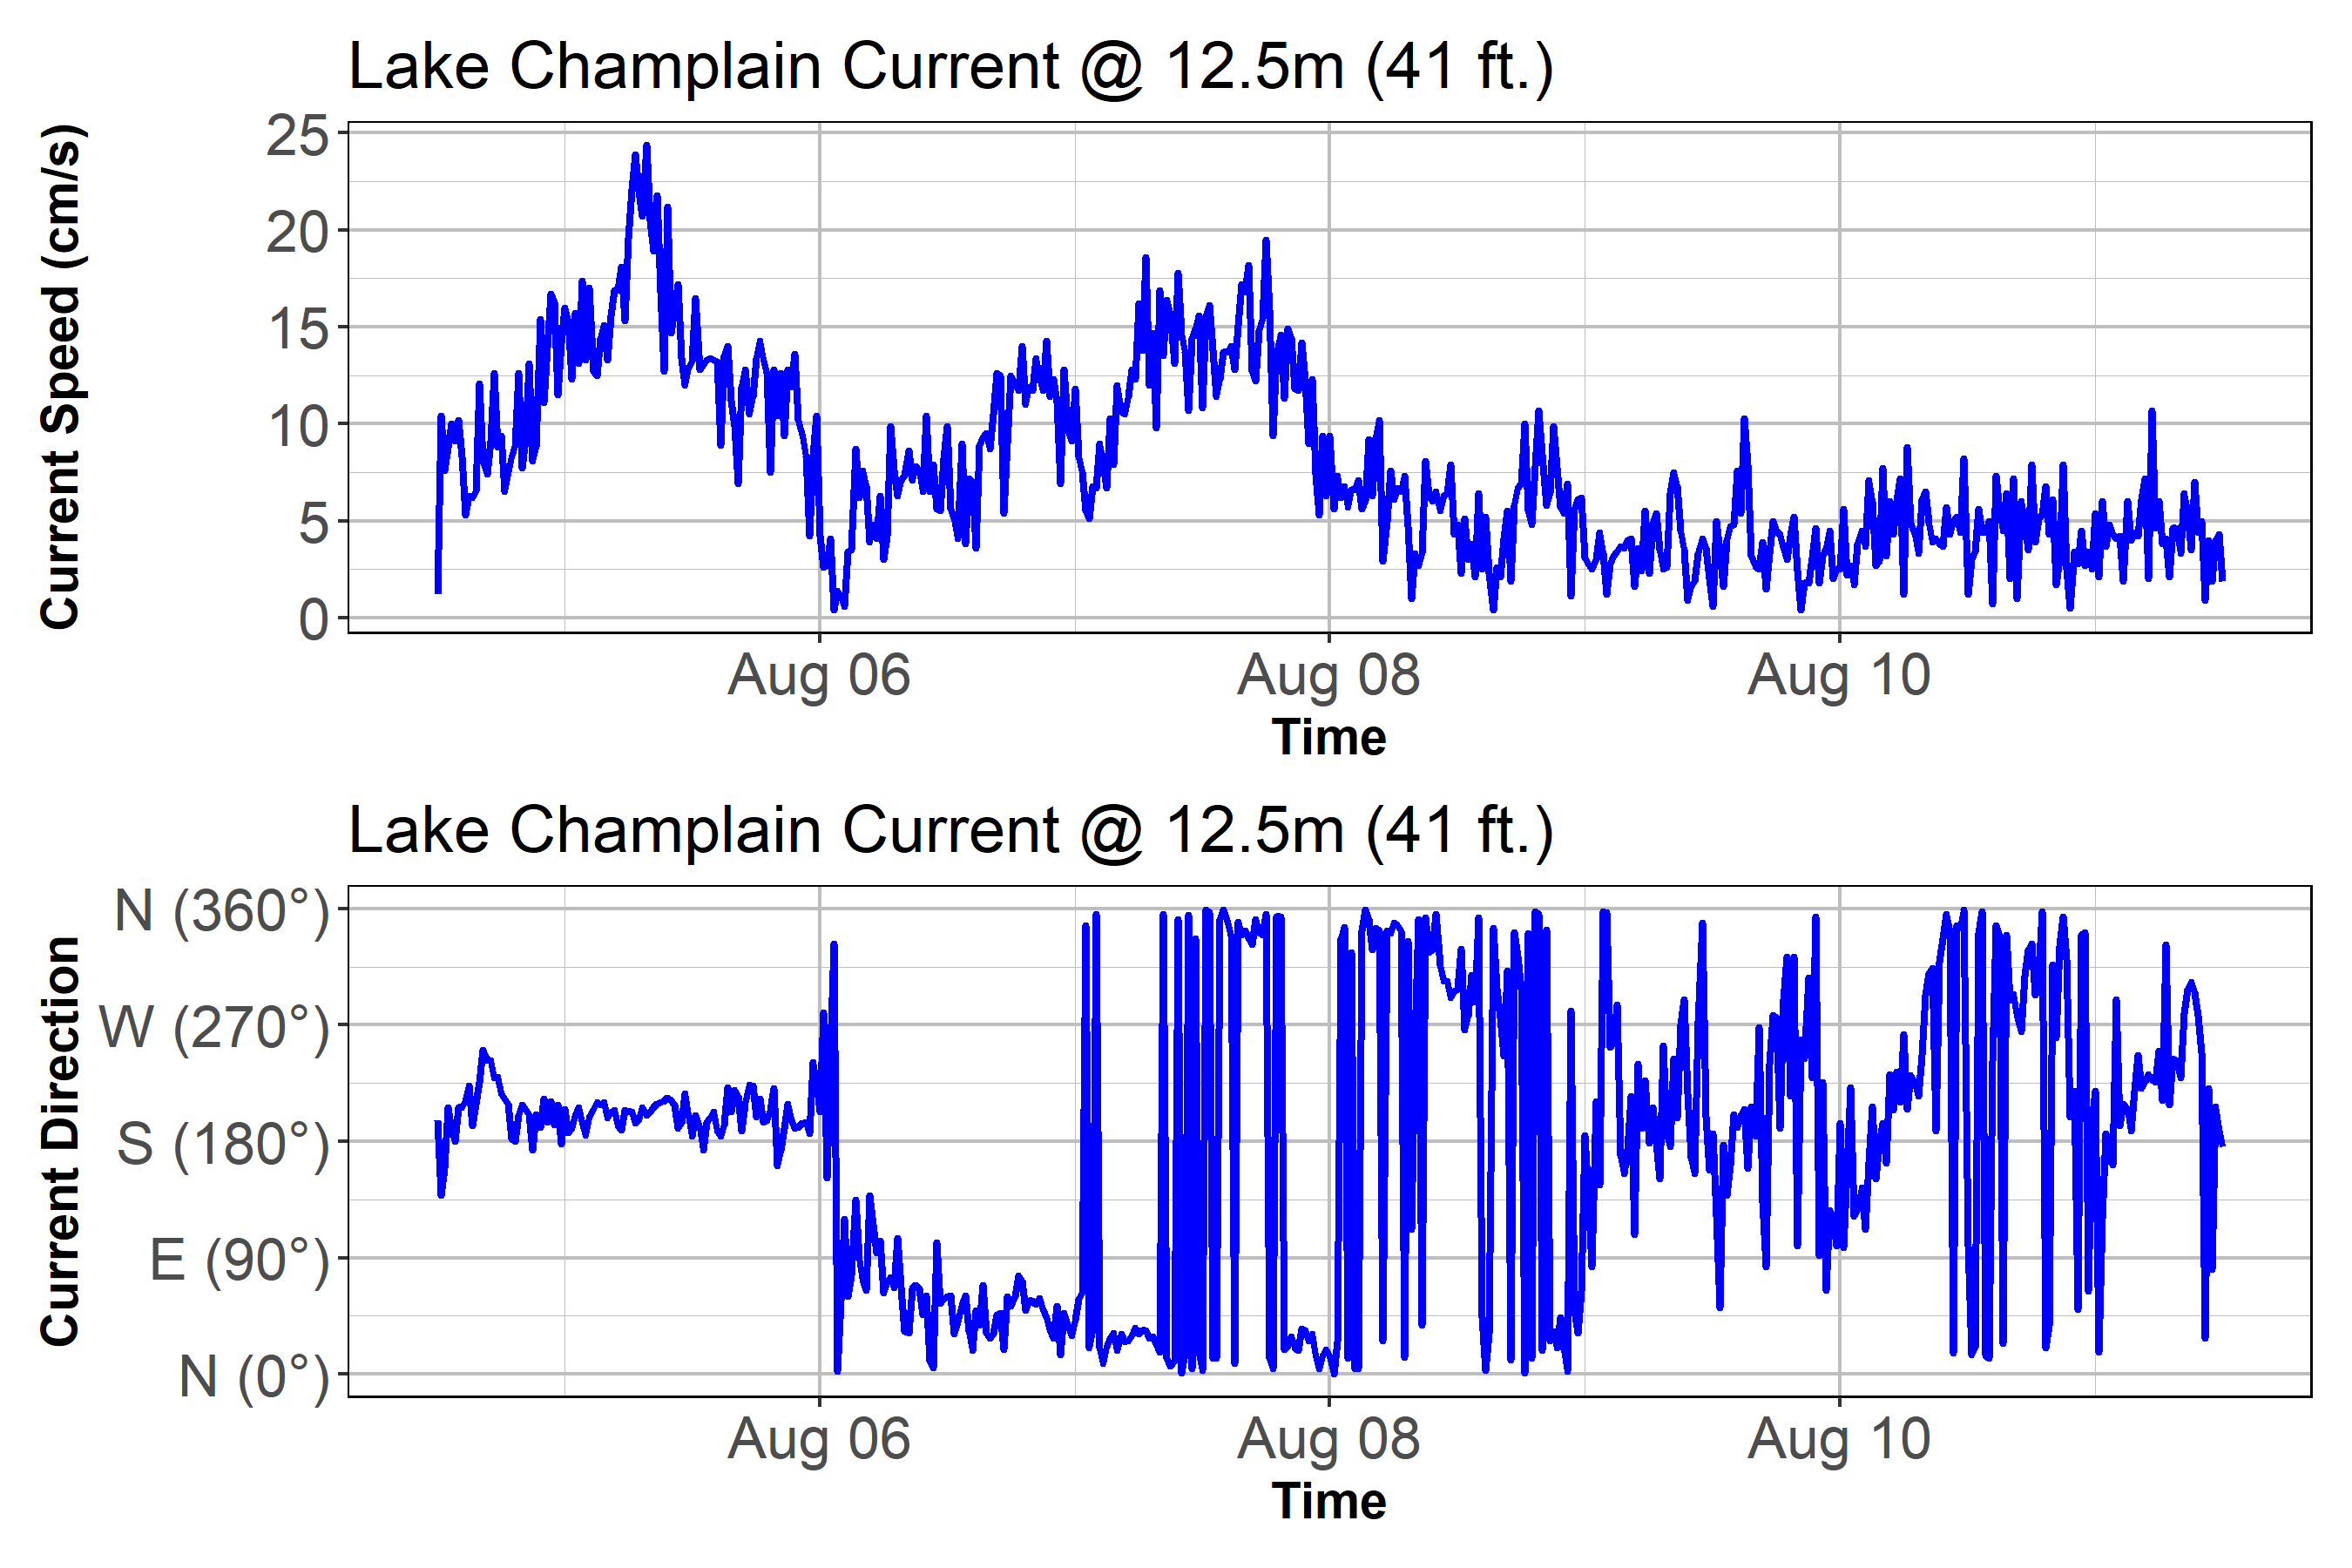 Lake Champlain Current @ 12.5m (41 ft.)
Current Speed (cm/s)
25
20
15
10
5
0
Aug 06 Aug 08 Aug 10
Time
Lake Champlain Current @ 12.5m (41 ft.)
Current Direction
N (360°)
W (270°)
S (180°)
E (90°)
N (0°)
Aug 06 Aug 08 Aug 10
Time